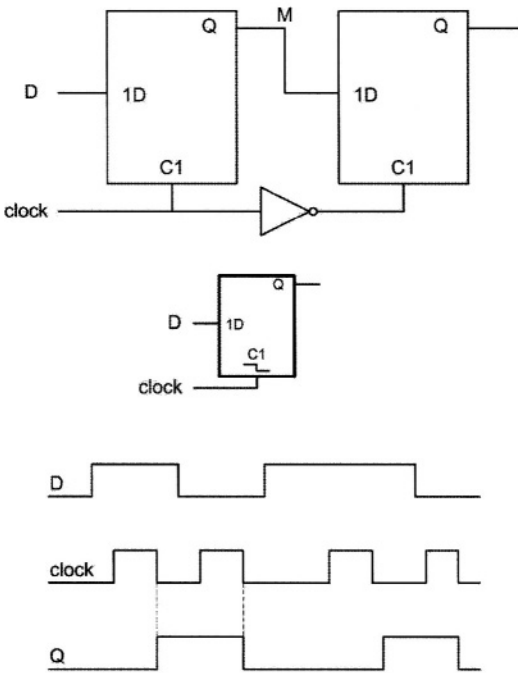 Q M Q
D 1D 1D
C1 C1
clock
Q
D 1D
C1
clock
D
clock
Q